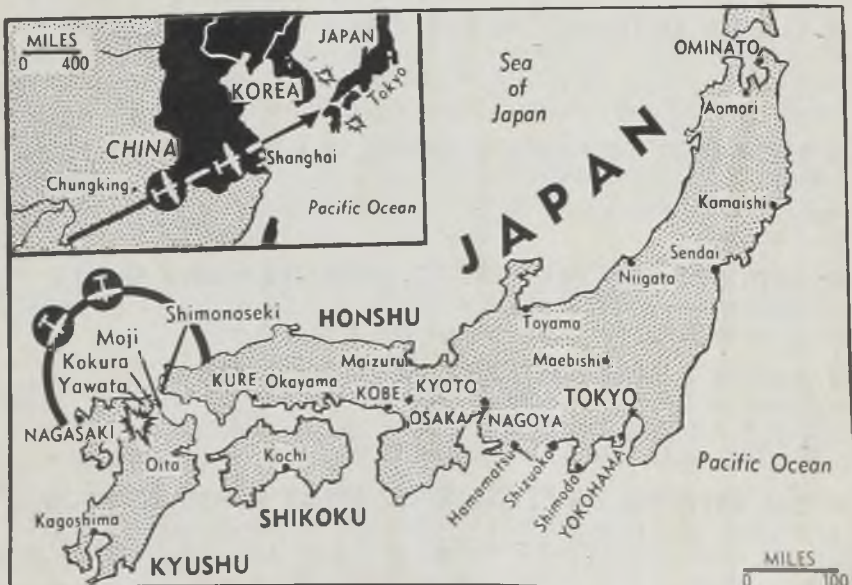 MILES
0 400
JAPAN
KOREA
Tokyo
CHINA
Shanghai
Chungking
Pacific Ocean
Sea
of
Japan
JAPAN
OMINATO
Aomori
Kamaishi
Sendai
Niigata
Toyama
Maebishi
TOKYO
Shimonoseki
HONSHU
Moji
Kokura
Yawata
Maizuru
KURE
Okayama
KOBE
KYOTO
OSAKA
NAGOYA
NAGASAKI
Oita
Kochi
Hamamatsu
Shizuoka
Shimoda
YOKOHAMA
Pacific Ocean
Kagoshima
SHIKOKU
KYUSHU
MILES
0 100